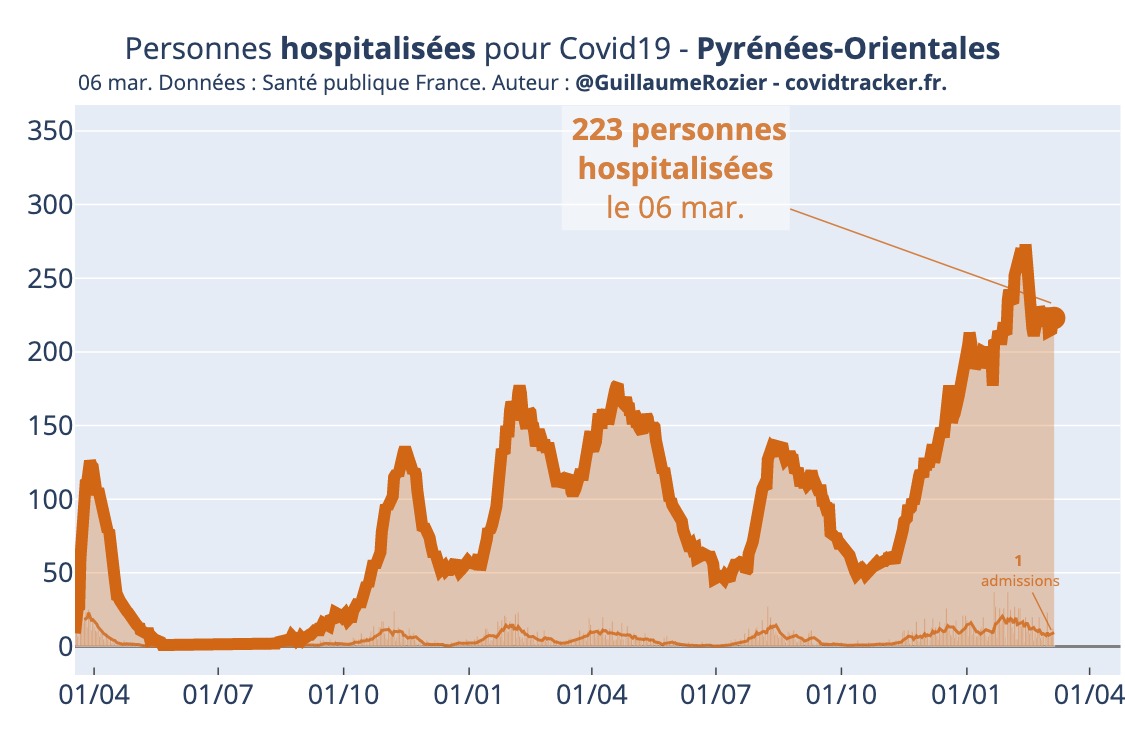 Personnes hospitalisées pour Covid19 - Pyrénées-Orientales
06 mar. Données : Santé publique France. Auteur : @GuillaumeRozier - covidtracker.fr.
350
223 personnes
hospitalisées
le 06 mar.
300
250
200
150
100
50
0
1
admissions
01/04 01/07 01/10 01/01 01/04 01/07 01/10 01/01 01/04